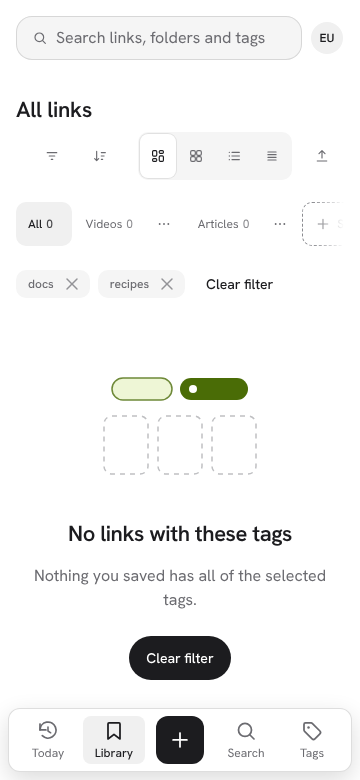 Search links, folders and tags
EU
All links
All 0
Videos 0
Articles 0
docs
recipes
Clear filter
No links with these tags
Nothing you saved has all of the selected
tags.
Clear filter
Today
Library
Search
Tags